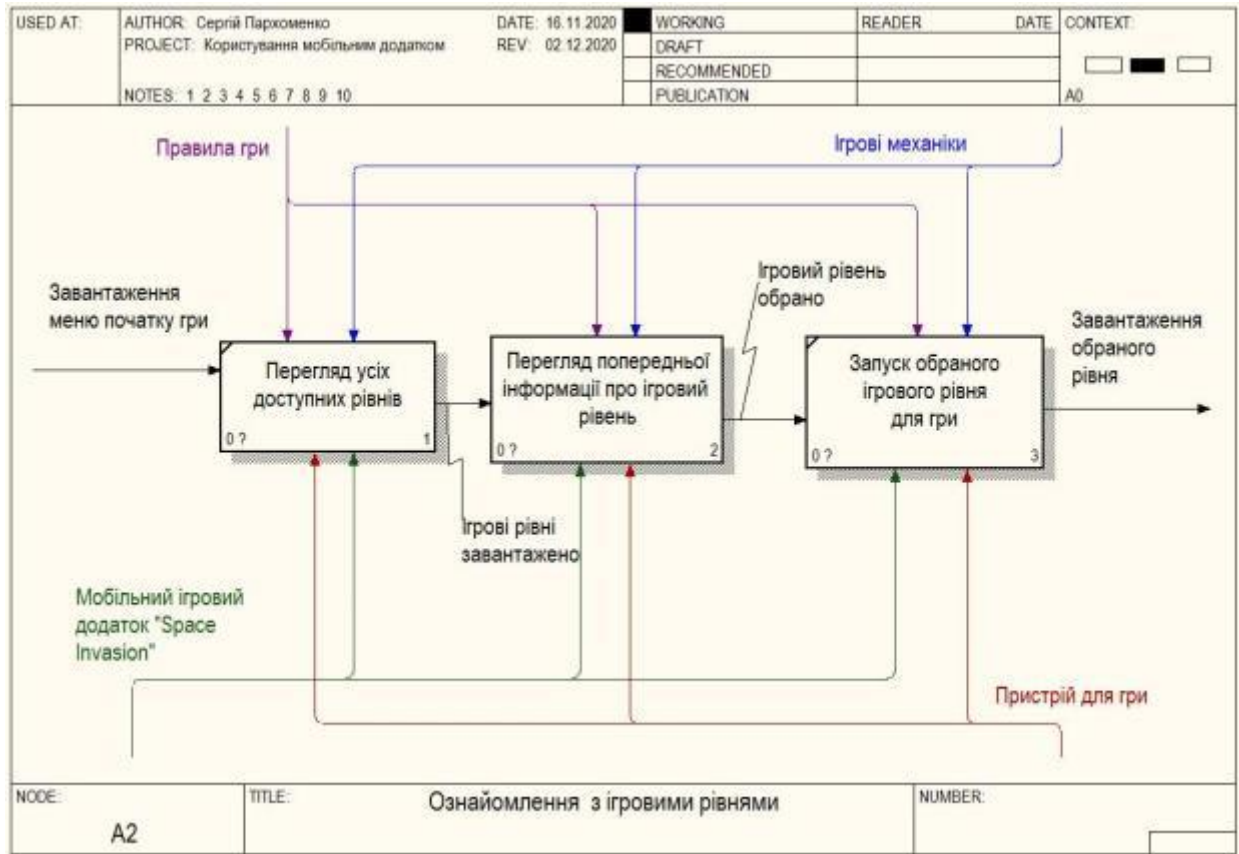 USED AT:
AUTHOR: Сергій Пархоменко
DATE: 16.11.2020
PROJECT: Користування мобільним додатком
REV: 02.12.2020
NOTES: 1 2 3 4 5 6 7 8 9 10
WORKING
DRAFT
RECOMMENDED
PUBLICATION
READER
DATE
CONTEXT:
A0
Правила гри
Ігрові механіки
Завантаження
меню початку гри
Перегляд усіх
доступних рівнів
0 ?
1
Ігрові рівні
завантажено
Перегляд попередньої
інформації про ігровий
рівень
0 ?
2
Ігровий рівень
обрано
Запуск обраного
ігрового рівня
для гри
0 ?
3
Завантаження
обраного
рівня
Мобільний ігровий
додаток "Space
Invasion"
Пристрій для гри
NODE:
A2
TITLE:
Ознайомлення з ігровими рівнями
NUMBER: